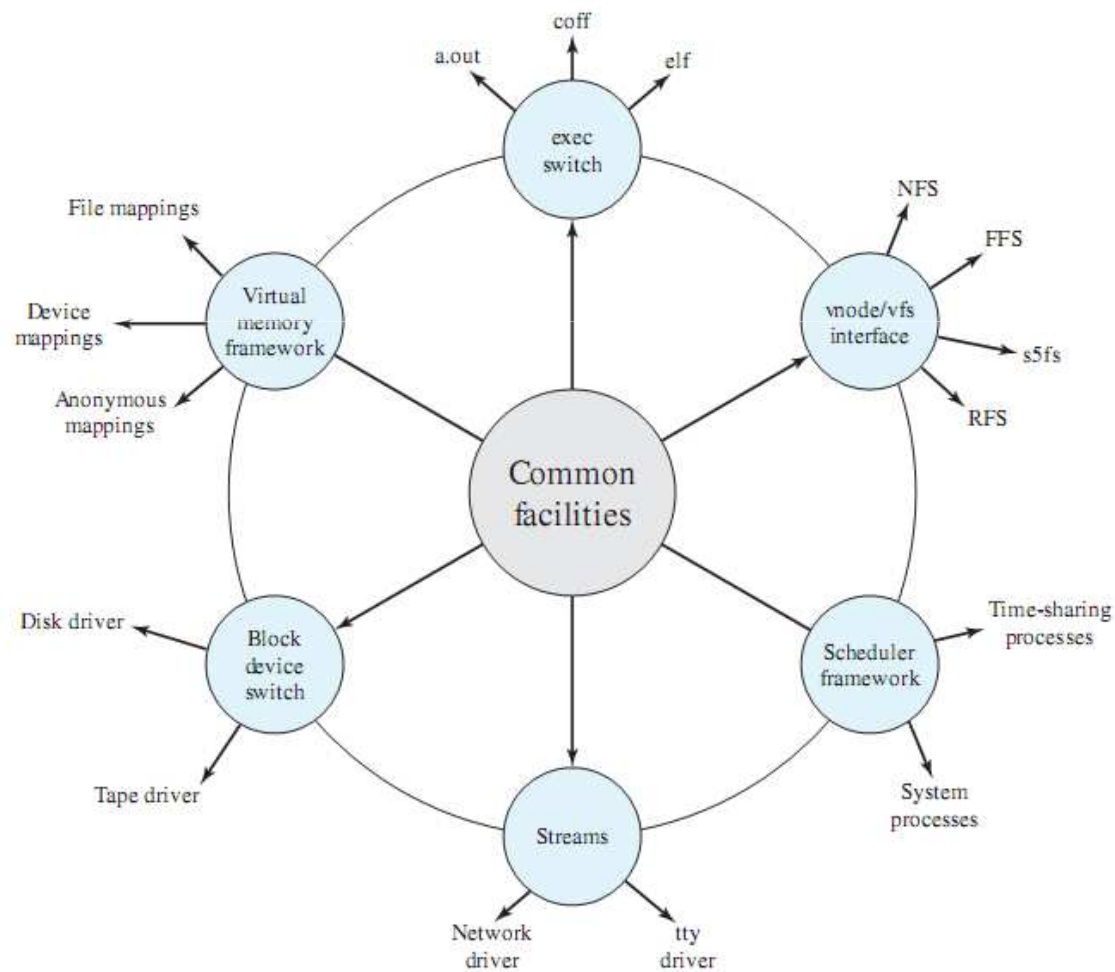 coff
a.out
elf
exec
switch
NFS
File mappings
FFS
Virtual
memory
framework
vnode/vfs
interface
Device
mappings
s5fs
Anonymous
mappings
RFS
Common
facilities
Time-sharing
processes
Disk driver
Block
device
switch
Scheduler
framework
Tape driver
System
processes
Streams
Network
driver
tty
driver